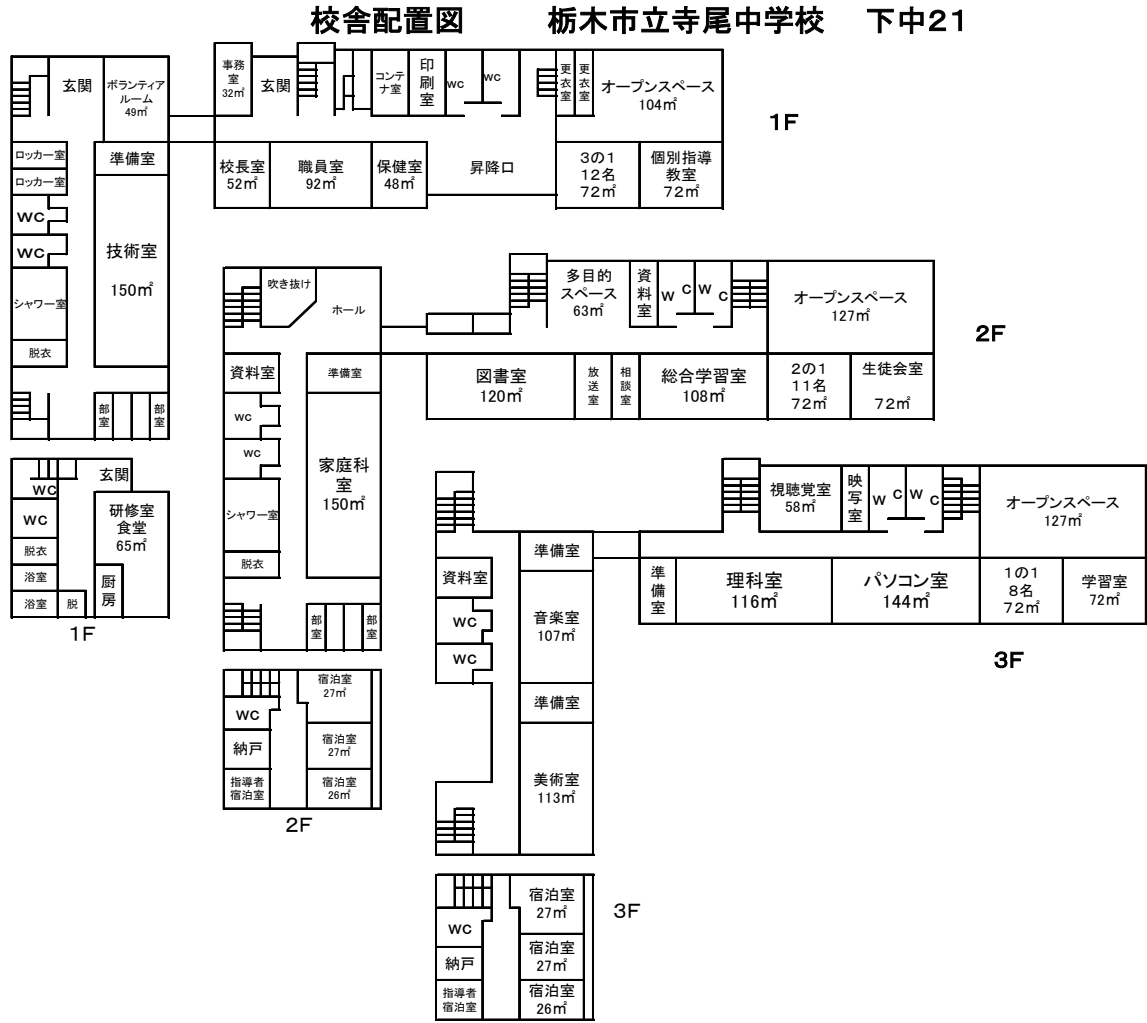 校舎配置図 栃木市立寺尾中学校 下中21
玄関
ボランティア
ルーム
49㎡
ロッカー室
ロッカー室
準備室
WC
WC
技術室
150㎡
シャワー室
脱衣
部室
部室
事務
室
32㎡
玄関
コンテ
ナ室
印刷室
WC
WC
更衣室
更衣室
オープンスペース
104㎡
1F
校長室
52㎡
職員室
92㎡
保健室
48㎡
昇降口
3の1
12名
72㎡
個別指導
教室
72㎡
吹き抜け
ホール
多目的
スペース
63㎡
資料室
WC
WC
オープンスペース
127㎡
2F
資料室
準備室
図書室
120㎡
放送室
相談室
総合学習室
108㎡
2の1
11名
72㎡
生徒会室
72㎡
WC
WC
家庭科
室
150㎡
シャワー室
脱衣
部室
部室
玄関
WC
WC
研修室
食堂
65㎡
脱衣
浴室
浴室
脱
厨房
1F
視聴覚室
58㎡
映写室
WC
WC
オープンスペース
127㎡
準備室
資料室
準備室
理科室
116㎡
パソコン室
144㎡
1の1
8名
72㎡
学習室
72㎡
3F
音楽室
107㎡
WC
WC
準備室
美術室
113㎡
宿泊室
27㎡
WC
納戸
宿泊室
27㎡
指導者
宿泊室
宿泊室
26㎡
2F
宿泊室
27㎡
3F
WC
納戸
宿泊室
27㎡
指導者
宿泊室
宿泊室
26㎡